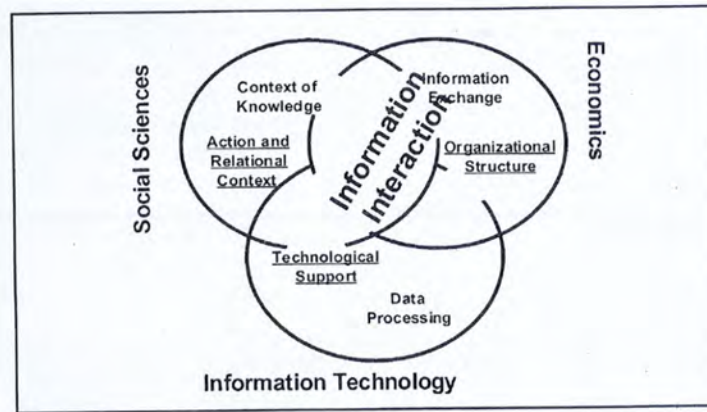 Social Sciences
Context of
Knowledge
Action and
Relational
Context
Information
Interaction
Information
Exchange
Organizational
Structure
Economics
Technological
Support
Data
Processing
Information Technology